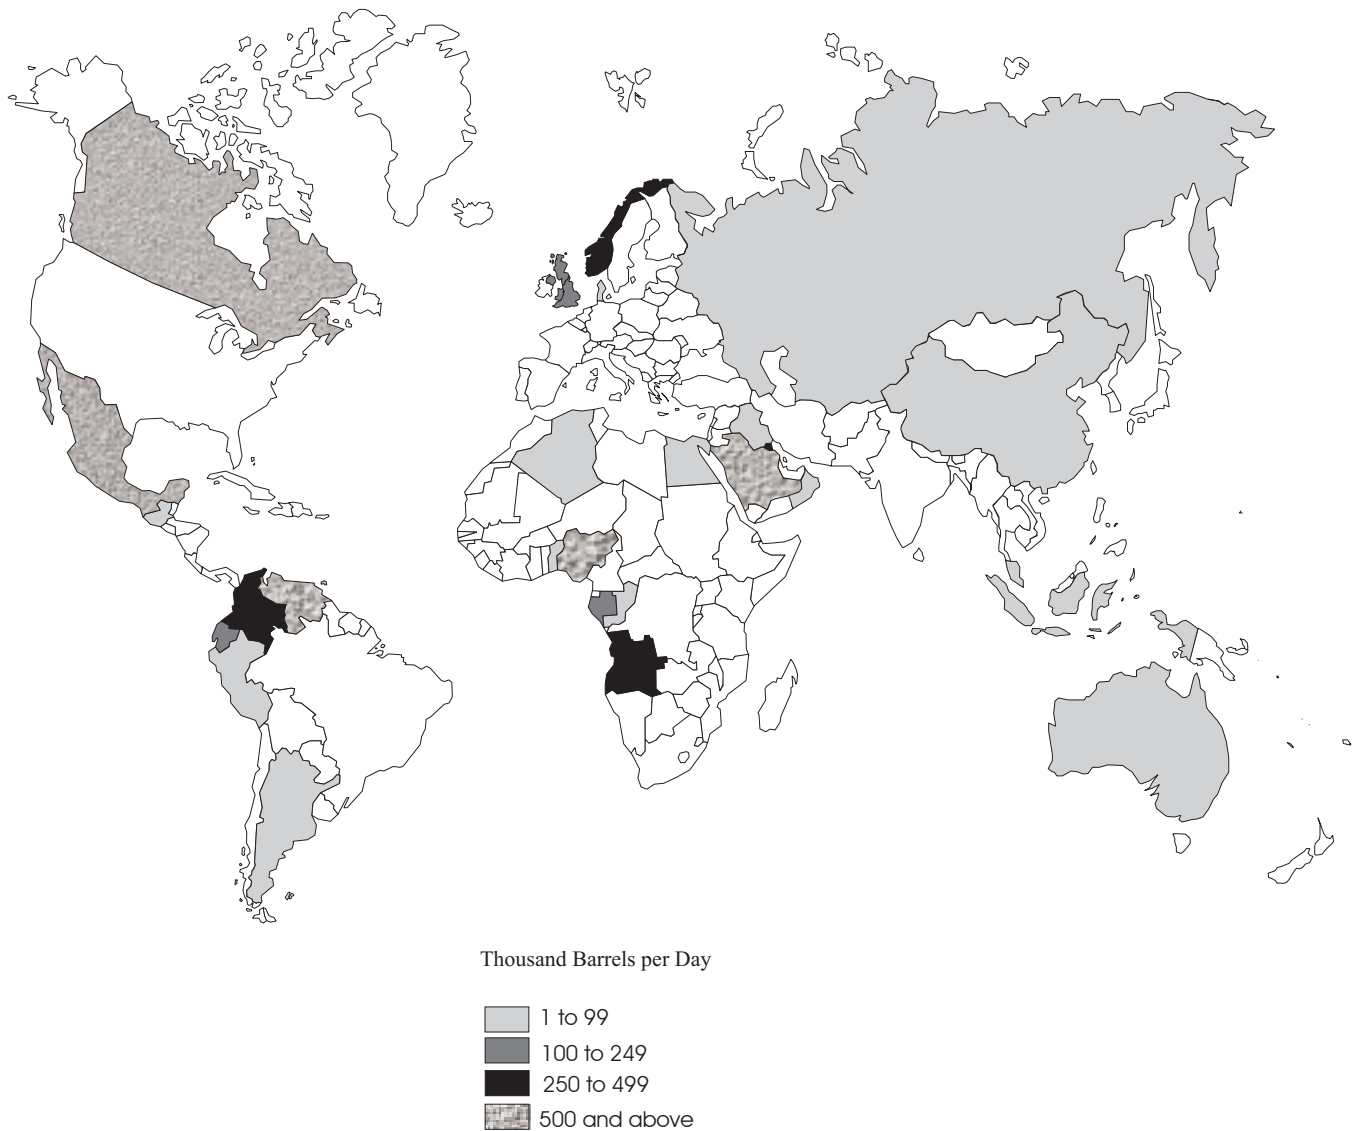 Thousand Barrels per Day
1 to 99
100 to 249
250 to 499
500 and above